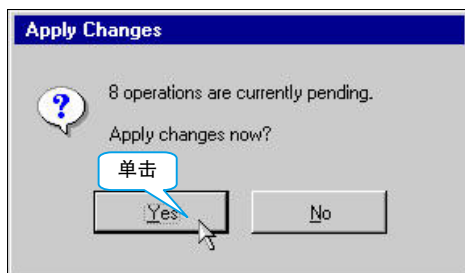 Apply Changes
8 operations are currently pending.
Apply changes now?
单击
Yes
No